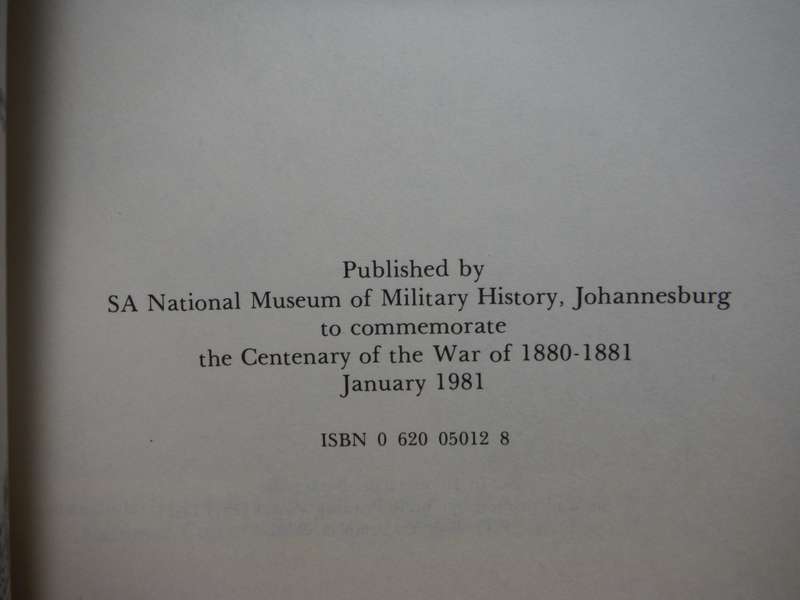 Published by
SA National Museum of Military History, Johannesburg
to commemorate
the Centenary of the War of 1880-1881
January 1981
ISBN 0 620 05012 8